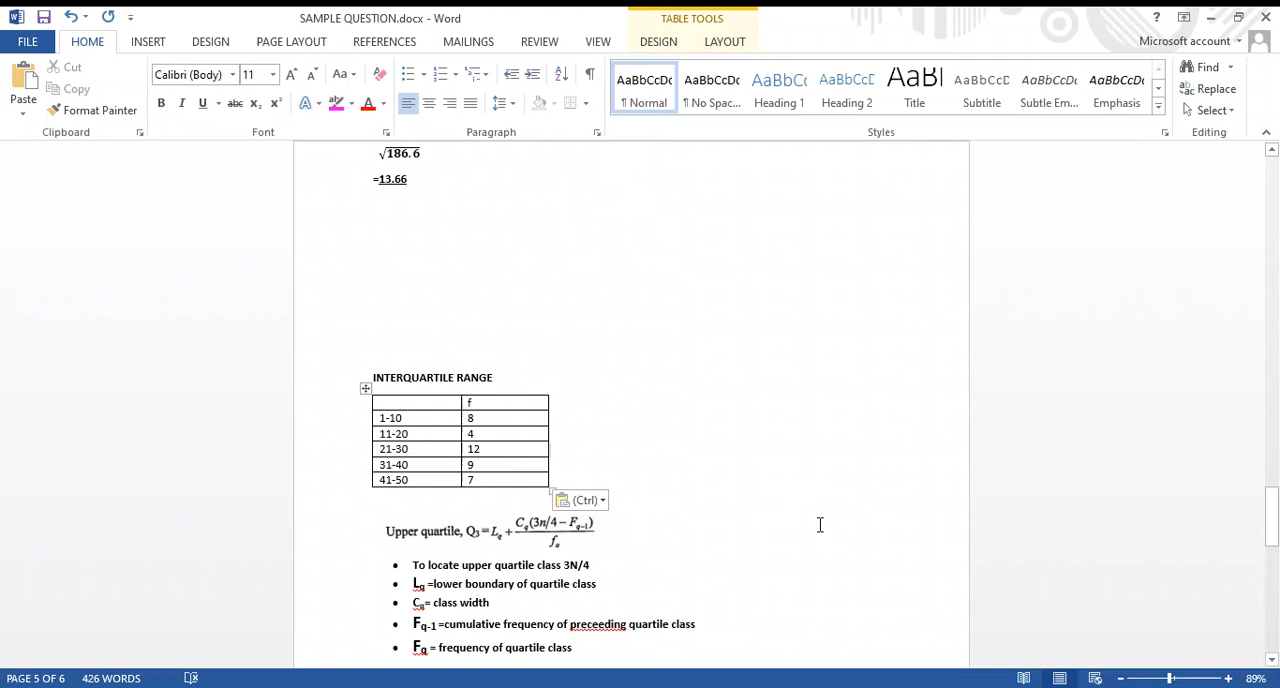 SAMPLE QUESTION.docx - Word
TABLE TOOLS
?
FILE HOME INSERT DESIGN PAGE LAYOUT REFERENCES MAILINGS REVIEW VIEW DESIGN LAYOUT
Microsoft account
Paste
Cut
Copy
Format Painter
Clipboard
Calibri (Body) 11
Font
Paragraph
AaBbCcDc AaBbCcDc AaBbCc AaBbCcE AaBl AaBbCcD AaBbCcDc AaBbCcDc
¶ Normal ¶ No Spac... Heading 1 Heading 2 Title Subtitle Subtle Em... Emphasis
Styles
Find
Replace
Select
Editing
√186.6
=13.66
INTERQUARTILE RANGE
f
1-10 8
11-20 4
21-30 12
31-40 9
41-50 7
(Ctrl)
Upper quartile, Q₃ = L_q + C_q(3n/4 – F_q-1)
• To locate upper quartile class 3N/4
• Lq =lower boundary of quartile class
• Cq= class width
• Fq-1 =cumulative frequency of preceeding quartile class
• Fq = frequency of quartile class
PAGE 5 OF 6 426 WORDS
89%